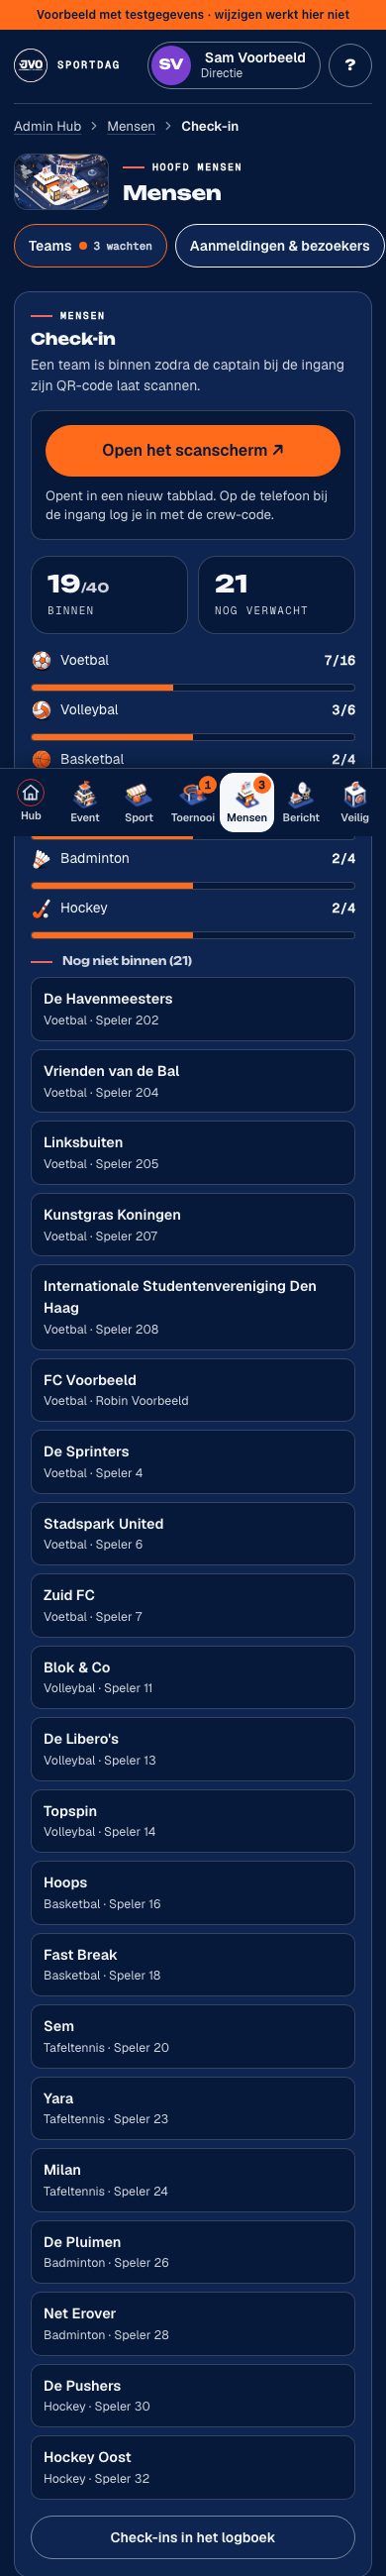 Voorbeeld met testgegevens · wijzigen werkt hier niet
JVO SPORTDAG
SV
Sam Voorbeeld
Directie
?
Admin Hub > Mensen > Check-in
HOOFD MENSEN
Mensen
Teams 3 wachten
Aanmeldingen & bezoekers
MENSEN
Check-in
Een team is binnen zodra de captain bij de ingang
zijn QR-code laat scannen.
Open het scanscherm ↗
Opent in een nieuw tabblad. Op de telefoon bij
de ingang log je in met de crew-code.
19/40
BINNEN
21
NOG VERWACHT
Voetbal 7/16
Volleybal 3/6
Basketbal 2/4
Hub
Event
Sport
1
Toernooi
3
Mensen
Bericht
Veilig
Badminton 2/4
Hockey 2/4
Nog niet binnen (21)
De Havenmeesters
Voetbal · Speler 202
Vrienden van de Bal
Voetbal · Speler 204
Linksbuiten
Voetbal · Speler 205
Kunstgras Koningen
Voetbal · Speler 207
Internationale Studentenvereniging Den
Haag
Voetbal · Speler 208
FC Voorbeeld
Voetbal · Robin Voorbeeld
De Sprinters
Voetbal · Speler 4
Stadspark United
Voetbal · Speler 6
Zuid FC
Voetbal · Speler 7
Blok & Co
Volleybal · Speler 11
De Libero's
Volleybal · Speler 13
Topspin
Volleybal · Speler 14
Hoops
Basketbal · Speler 16
Fast Break
Basketbal · Speler 18
Sem
Tafeltennis · Speler 20
Yara
Tafeltennis · Speler 23
Milan
Tafeltennis · Speler 24
De Pluimen
Badminton · Speler 26
Net Erover
Badminton · Speler 28
De Pushers
Hockey · Speler 30
Hockey Oost
Hockey · Speler 32
Check-ins in het logboek